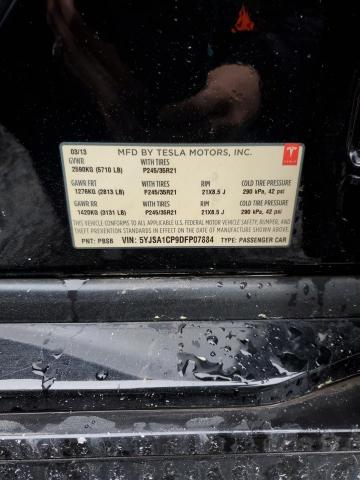 03/13 MFD BY TESLA MOTORS, INC.
GVWR WITH TIRES
2590KG (5710 LB) P245/35R21
GAWR FRT WITH TIRES RIM COLD TIRE PRESSURE
1276KG (2813 LB) P245/35R21 21X8.5 J 290 kPa, 42 psi
GAWR RR WITH TIRES RIM COLD TIRE PRESSURE
1420KG (3131 LB) P245/35R21 21X8.5 J 290 kPa, 42 psi
THIS VEHICLE CONFORMS TO ALL APPLICABLE
U.S. FEDERAL MOTOR VEHICLE SAFETY, BUMPER, AND
THEFT PREVENTION STANDARDS IN EFFECT ON THE DATE
OF MANUFACTURE SHOWN ABOVE.
PNT: PBSB VIN: 5YJSA1CP9DFP07884 TYPE: PASSENGER CAR